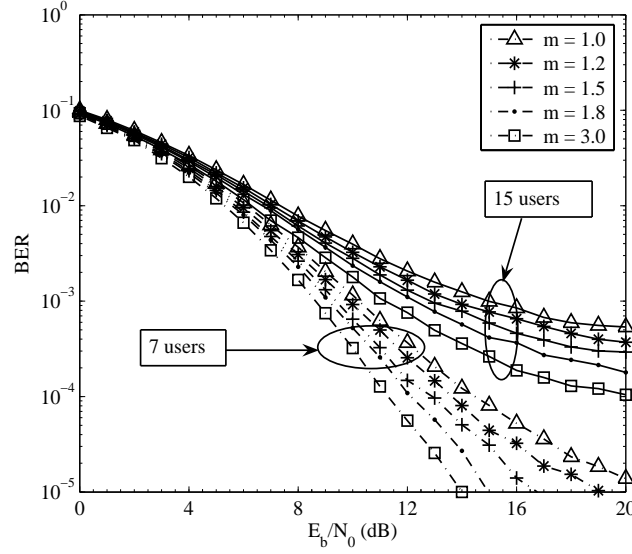 10^0
10^-1
10^-2
10^-3
10^-4
10^-5
BER
m = 1.0
m = 1.2
m = 1.5
m = 1.8
m = 3.0
15 users
7 users
0 4 8 12 16 20
E_b/N_0 (dB)